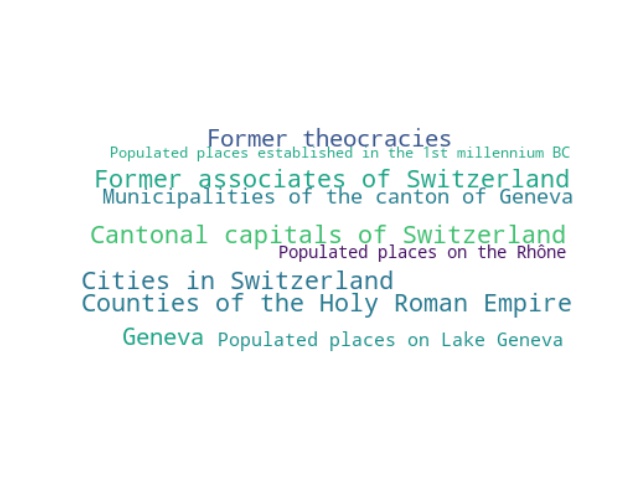 Former theocracies
Populated places established in the 1st millennium BC
Former associates of Switzerland
Municipalities of the canton of Geneva
Cantonal capitals of Switzerland
Populated places on the Rhône
Cities in Switzerland
Counties of the Holy Roman Empire
Geneva Populated places on Lake Geneva